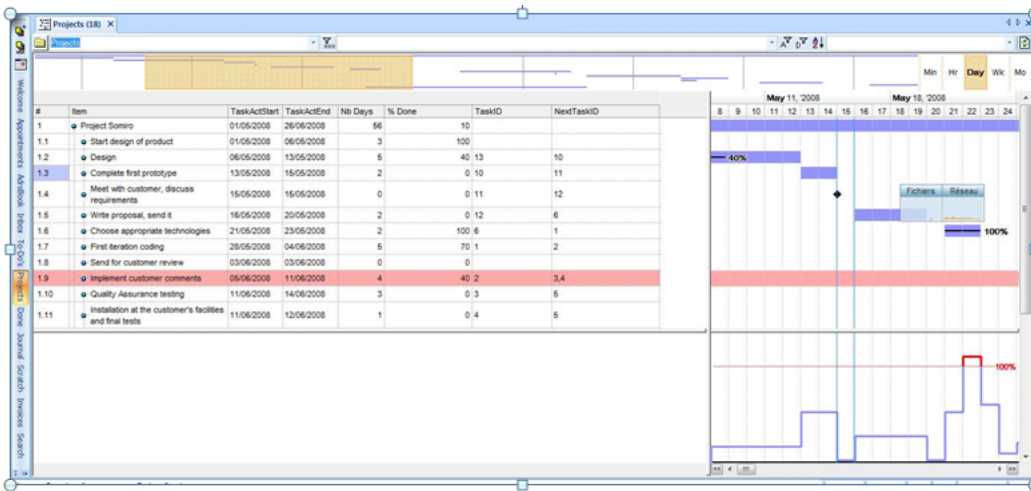 Projects (18)
Projects
Min Hr Day Wk Mo
May 11, '2008 May 18, '2008
# Item TaskActStart TaskActEnd Nb Days % Done TaskID NextTaskID
8 9 10 11 12 13 14 15 16 17 18 19 20 21 22 23 24
1 Project Somiro 01/05/2008 26/06/2008 56 10
1.1 Start design of product 01/05/2008 06/05/2008 3 100
1.2 Design 06/05/2008 13/05/2008 5 40 13 10
40%
1.3 Complete first prototype 13/05/2008 15/05/2008 2 0 10 11
1.4 Meet with customer, discuss
requirements 15/05/2008 15/05/2008 0 0 11 12
Fichiers Réseau
1.5 Write proposal, send it 16/05/2008 20/05/2008 2 0 12 6
1.6 Choose appropriate technologies 21/05/2008 23/05/2008 2 100 6 1
100%
1.7 First iteration coding 28/05/2008 04/06/2008 5 70 1 2
1.8 Send for customer review 03/06/2008 03/06/2008 0 0
1.9 Implement customer comments 05/06/2008 11/06/2008 4 40 2 3,4
1.10 Quality Assurance testing 11/06/2008 14/06/2008 3 0 3 5
1.11 Installation at the customer's facilities
and final tests 11/06/2008 12/06/2008 1 0 4 5
100%
Welcome
Appointments
AdrsBook
Inbox
To-Do's
Projects
Done
Journal
Scratch
Invoices
Search